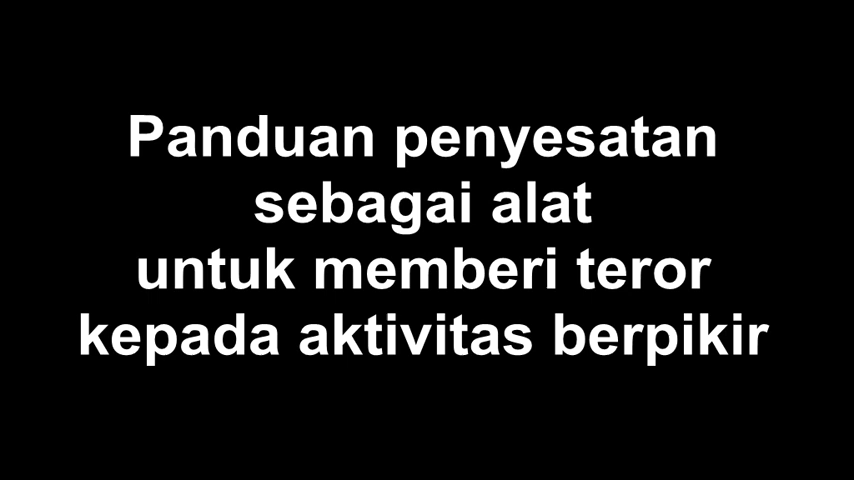 Panduan penyesatan
sebagai alat
untuk memberi teror
kepada aktivitas berpikir